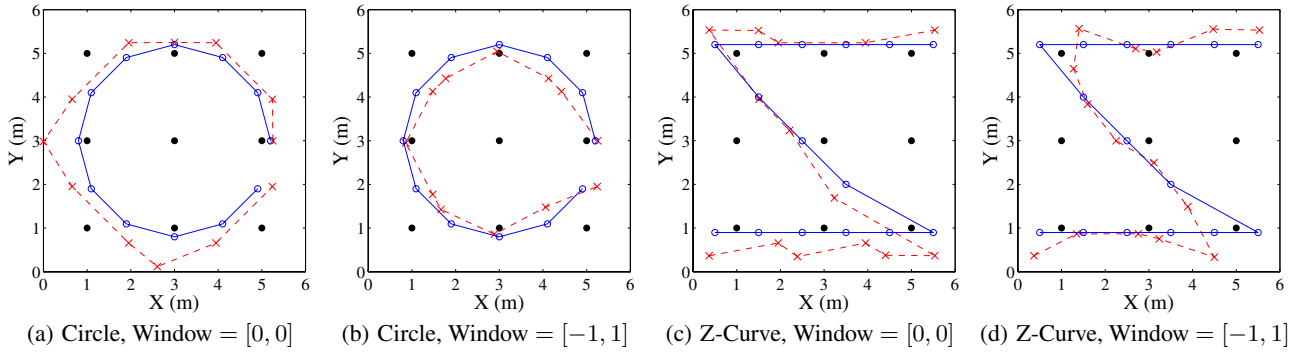 6
5
4
3
2
1
0
Y (m)
0 1 2 3 4 5 6
X (m)
(a) Circle, Window = [0, 0]
6
5
4
3
2
1
0
Y (m)
0 1 2 3 4 5 6
X (m)
(b) Circle, Window = [−1, 1]
6
5
4
3
2
1
0
Y (m)
0 1 2 3 4 5 6
X (m)
(c) Z-Curve, Window = [0, 0]
6
5
4
3
2
1
0
Y (m)
0 1 2 3 4 5 6
X (m)
(d) Z-Curve, Window = [−1, 1]